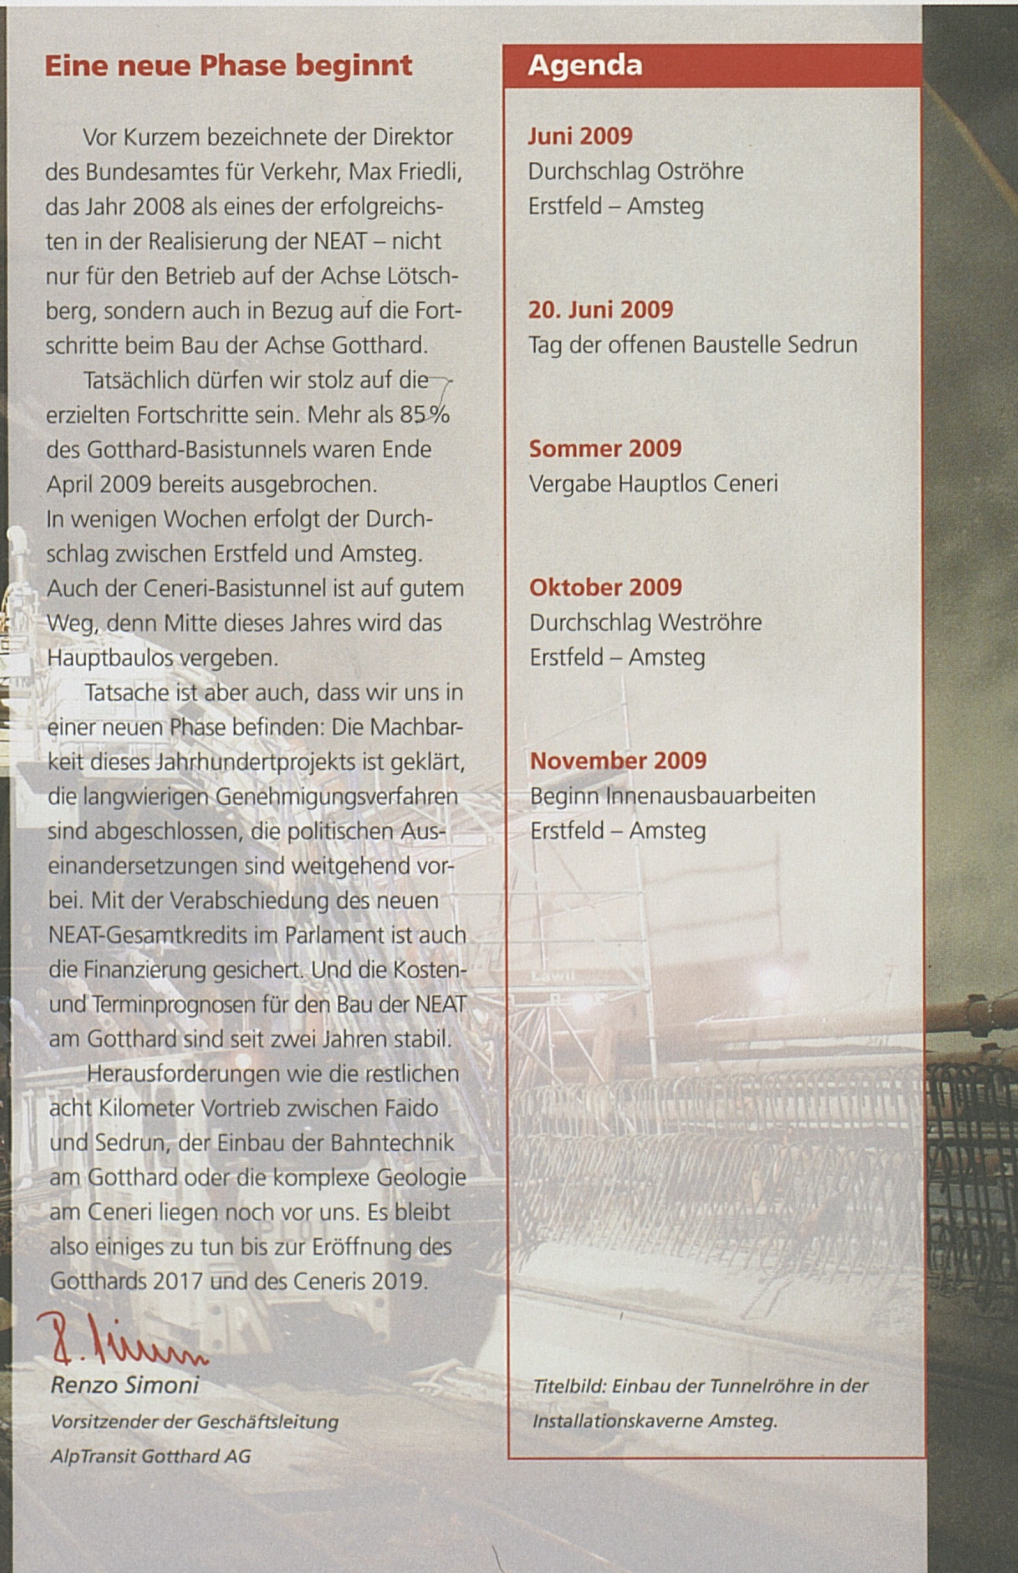 Eine neue Phase beginnt
Vor Kurzem bezeichnete der Direktor
des Bundesamtes für Verkehr, Max Friedli,
das Jahr 2008 als eines der erfolgreichs-
ten in der Realisierung der NEAT – nicht
nur für den Betrieb auf der Achse Lötsch-
berg, sondern auch in Bezug auf die Fort-
schritte beim Bau der Achse Gotthard.
Tatsächlich dürfen wir stolz auf die
erzielten Fortschritte sein. Mehr als 85 %
des Gotthard-Basistunnels waren Ende
April 2009 bereits ausgebrochen.
In wenigen Wochen erfolgt der Durch-
schlag zwischen Erstfeld und Amsteg.
Auch der Ceneri-Basistunnel ist auf gutem
Weg, denn Mitte dieses Jahres wird das
Hauptbaulos vergeben.
Tatsache ist aber auch, dass wir uns in
einer neuen Phase befinden: Die Machbar-
keit dieses Jahrhundertprojekts ist geklärt,
die langwierigen Genehmigungsverfahren
sind abgeschlossen, die politischen Aus-
einandersetzungen sind weitgehend vor-
bei. Mit der Verabschiedung des neuen
NEAT-Gesamtkredits im Parlament ist auch
die Finanzierung gesichert. Und die Kosten-
und Terminprognosen für den Bau der NEAT
am Gotthard sind seit zwei Jahren stabil.
Herausforderungen wie die restlichen
acht Kilometer Vortrieb zwischen Faido
und Sedrun, der Einbau der Bahntechnik
am Gotthard oder die komplexe Geologie
am Ceneri liegen noch vor uns. Es bleibt
also einiges zu tun bis zur Eröffnung des
Gotthards 2017 und des Ceneris 2019.
R. Simoni
Renzo Simoni
Vorsitzender der Geschäftsleitung
AlpTransit Gotthard AG
Agenda
Juni 2009
Durchschlag Oströhre
Erstfeld – Amsteg
20. Juni 2009
Tag der offenen Baustelle Sedrun
Sommer 2009
Vergabe Hauptlos Ceneri
Oktober 2009
Durchschlag Weströhre
Erstfeld – Amsteg
November 2009
Beginn Innenausbauarbeiten
Erstfeld – Amsteg
Titelbild: Einbau der Tunnelröhre in der
Installationskaverne Amsteg.